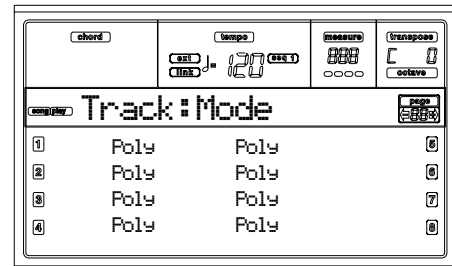 chord tempo measure transpose
ext ♩= 120 seq 1 888 C 0
link octave
song play Track:Mode page
88
1 Poly Poly 5
2 Poly Poly 6
3 Poly Poly 7
4 Poly Poly 8